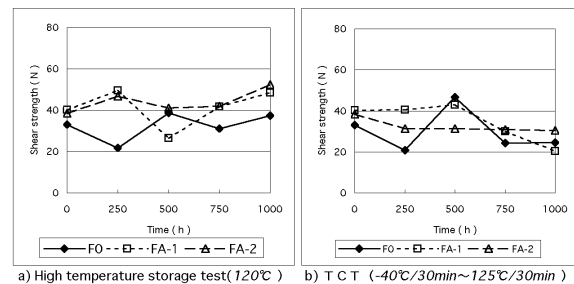 80
60
40
20
0
Shear strength ( N )
0 250 500 750 1000
Time ( h )
F0 FA-1 FA-2
a) High temperature storage test(120℃ )
80
60
40
20
0
Shear strength ( N )
0 250 500 750 1000
Time ( h )
F0 FA-1 FA-2
b) T C T (-40℃/30min~125℃/30min )